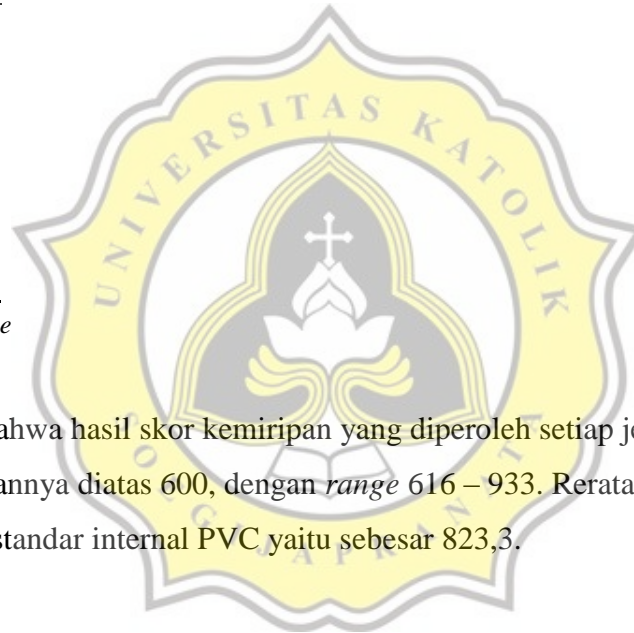 UNIVERSITAS KATOLIK
e
ahwa hasil skor kemiripan yang diperoleh setiap je
annya diatas 600, dengan range 616 – 933. Rerata
standar internal PVC yaitu sebesar 823,3.
SOEGIJAPRANATA